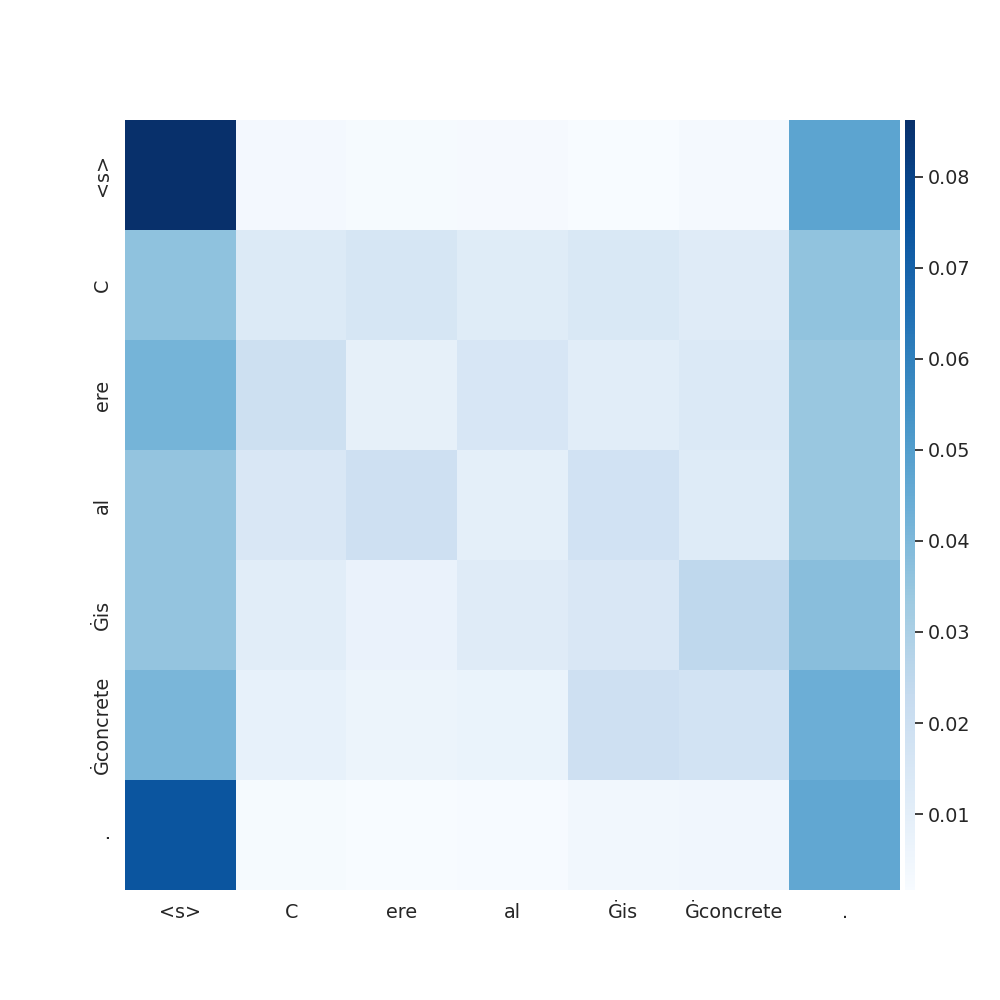 <s>
C
ere
al
Ġis
Ġconcrete
.
0.08
0.07
0.06
0.05
0.04
0.03
0.02
0.01
<s> C ere al Ġis Ġconcrete .